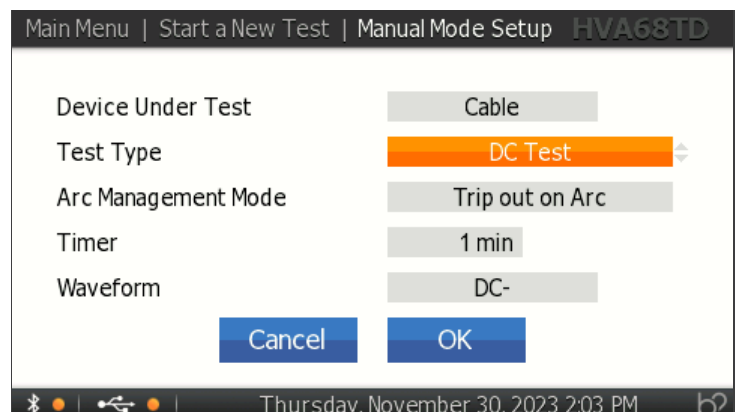 Main Menu | Start a New Test | Manual Mode Setup HVA68TD
Device Under Test Cable
Test Type DC Test
Arc Management Mode Trip out on Arc
Timer 1 min
Waveform DC-
Cancel OK
Thursday, November 30, 2023 2:03 PM b2